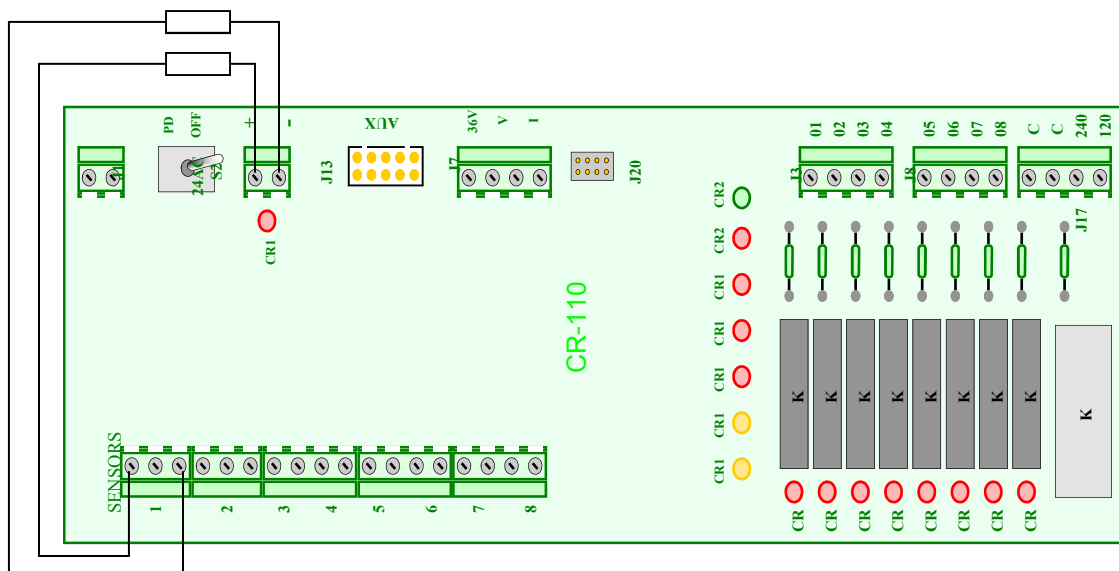 PD
OFF
24AC
S2
+
-
AUX
J13
J7
36V
V
I
J20
J3
01
02
03
04
J8
05
06
07
08
C
C
240
120
J17
CR1
CR2
CR2
CR1
CR1
CR1
CR1
CR1
CR-110
K
K
K
K
K
K
K
K
K
CR
CR
CR
CR
CR
CR
CR
CR
SENSORS
1
2
3
4
5
6
7
8